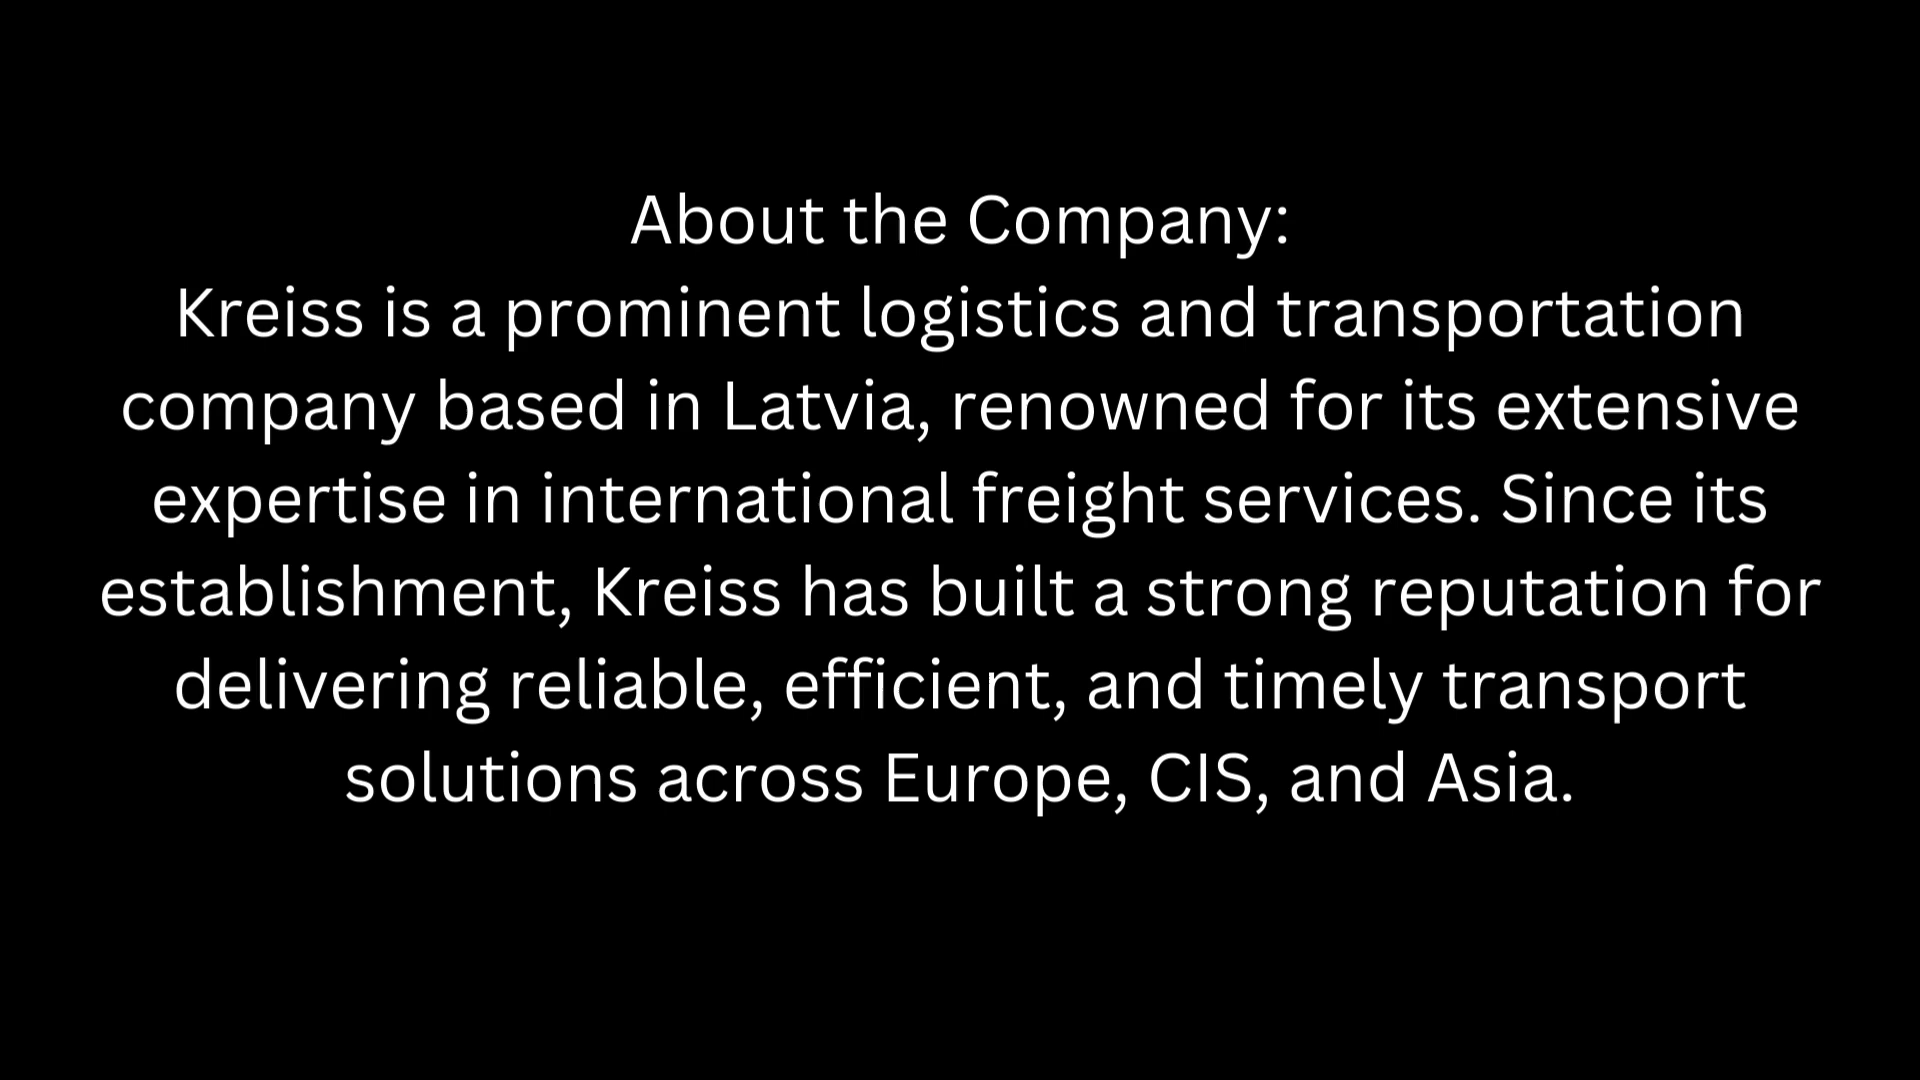 About the Company:
Kreiss is a prominent logistics and transportation
company based in Latvia, renowned for its extensive
expertise in international freight services. Since its
establishment, Kreiss has built a strong reputation for
delivering reliable, efficient, and timely transport
solutions across Europe, CIS, and Asia.